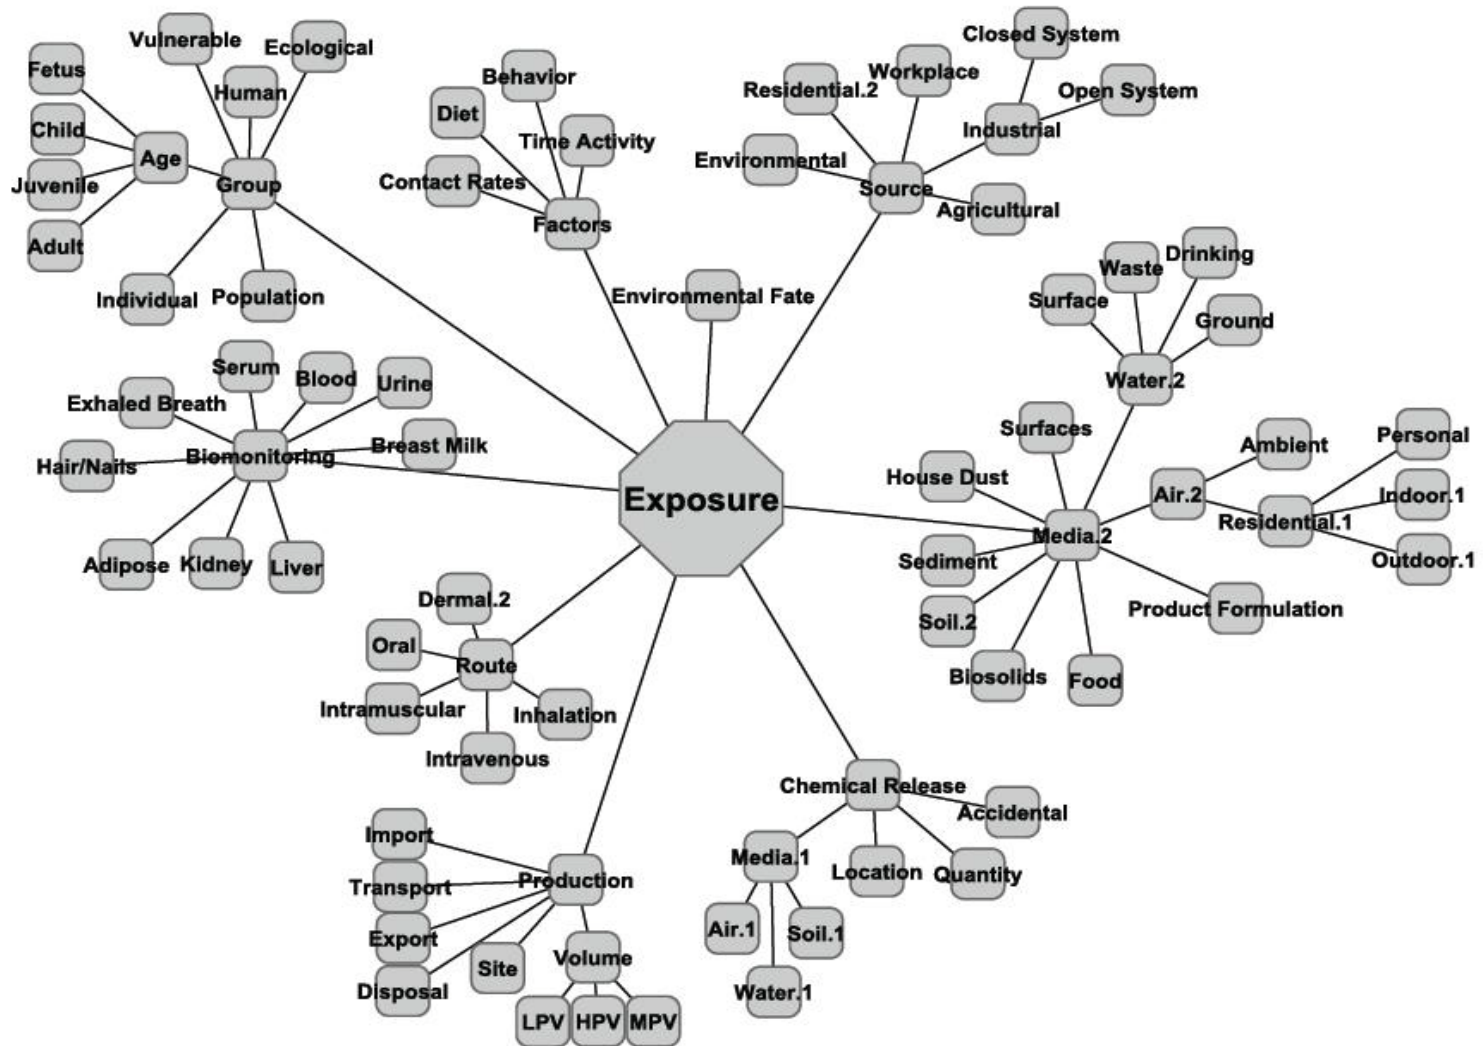 Vulnerable
Ecological
Fetus
Human
Child
Age
Juvenile
Group
Adult
Individual
Population
Behavior
Diet
Time Activity
Contact Rates
Factors
Environmental Fate
Closed System
Workplace
Residential.2
Open System
Industrial
Environmental
Source
Agricultural
Drinking
Waste
Surface
Ground
Water.2
Surfaces
Personal
Ambient
House Dust
Air.2
Indoor.1
Residential.1
Media.2
Sediment
Outdoor.1
Product Formulation
Soil.2
Biosolids
Food
Serum
Blood
Urine
Exhaled Breath
Breast Milk
Biomonitoring
Hair/Nails
Adipose
Kidney
Liver
Exposure
Dermal.2
Oral
Route
Intramuscular
Inhalation
Intravenous
Chemical Release
Accidental
Media.1
Location
Quantity
Air.1
Soil.1
Water.1
Import
Transport
Production
Export
Site
Volume
Disposal
LPV
HPV
MPV